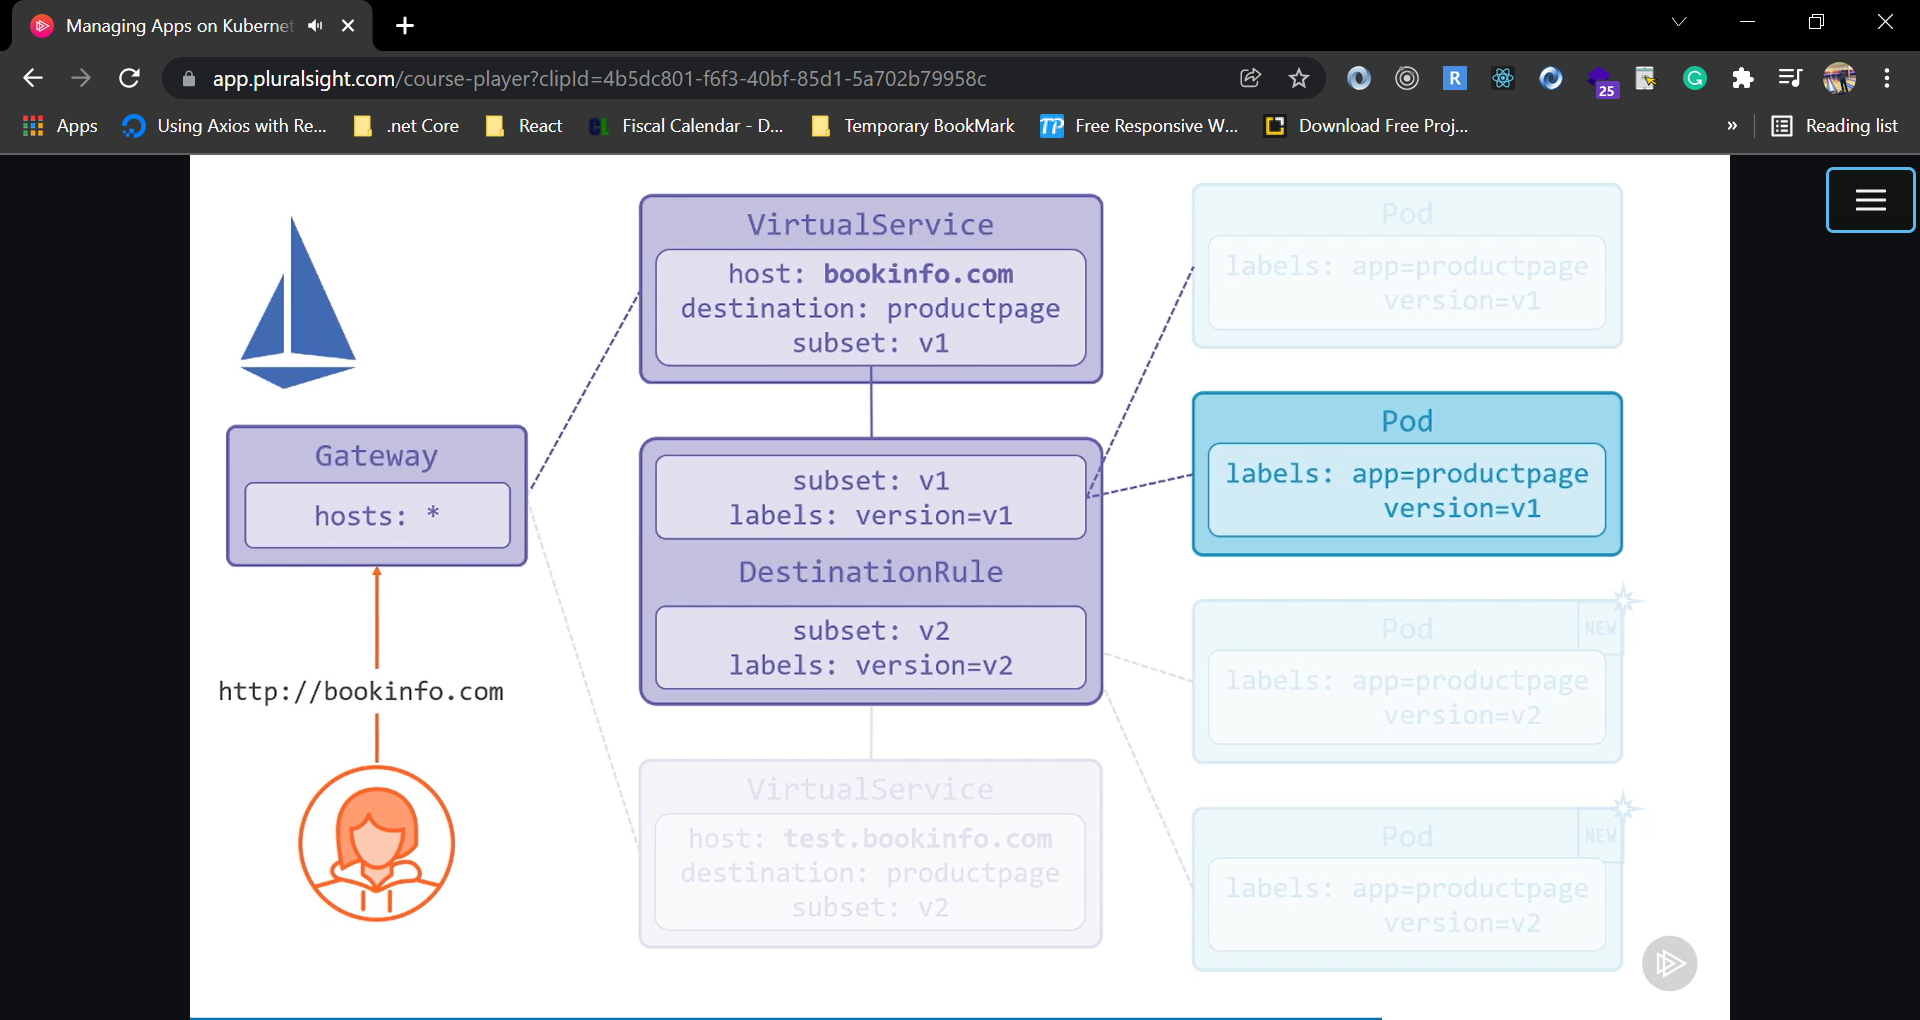 Managing Apps on Kubernet
app.pluralsight.com/course-player?clipId=4b5dc801-f6f3-40bf-85d1-5a702b79958c
R
25
G
Apps
Using Axios with Re...
.net Core
React
CL
Fiscal Calendar - D...
Temporary BookMark
TP
Free Responsive W...
Download Free Proj...
»
Reading list
VirtualService
host: bookinfo.com
destination: productpage
subset: v1
Pod
labels: app=productpage
version=v1
Gateway
hosts: *
subset: v1
labels: version=v1
DestinationRule
subset: v2
labels: version=v2
Pod
labels: app=productpage
version=v1
http://bookinfo.com
Pod
NEW
labels: app=productpage
version=v2
VirtualService
host: test.bookinfo.com
destination: productpage
subset: v2
Pod
NEW
labels: app=productpage
version=v2